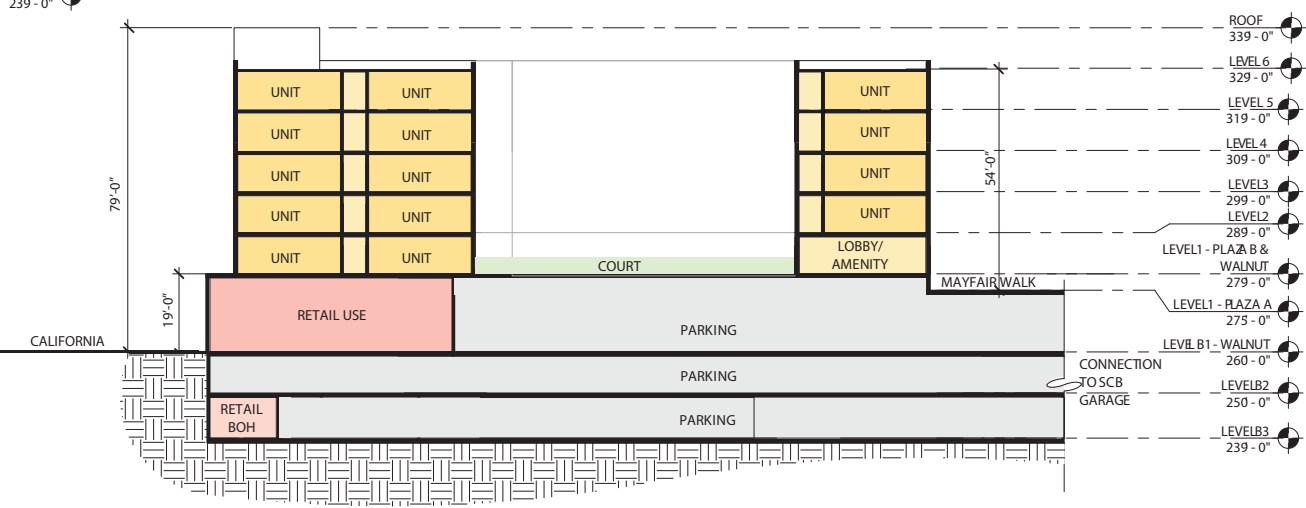 239 - 0"
ROOF
339 - 0"
LEVEL 6
329 - 0"
UNIT UNIT UNIT
LEVEL 5
319 - 0"
UNIT UNIT UNIT
LEVEL 4
309 - 0"
79'-0"
54'-0"
UNIT UNIT UNIT
LEVEL3
299 - 0"
UNIT UNIT UNIT
LEVEL2
289 - 0"
UNIT UNIT
LOBBY/
AMENITY
COURT
LEVEL1 - PLAZA B &
WALNUT
279 - 0"
MAYFAIR WALK
LEVEL1 - PLAZA A
275 - 0"
19'-0"
RETAIL USE
PARKING
CALIFORNIA
LEVEL B1 - WALNUT
260 - 0"
PARKING
CONNECTION
TO SCB
GARAGE
LEVELB2
250 - 0"
RETAIL
BOH
PARKING
LEVELB3
239 - 0"